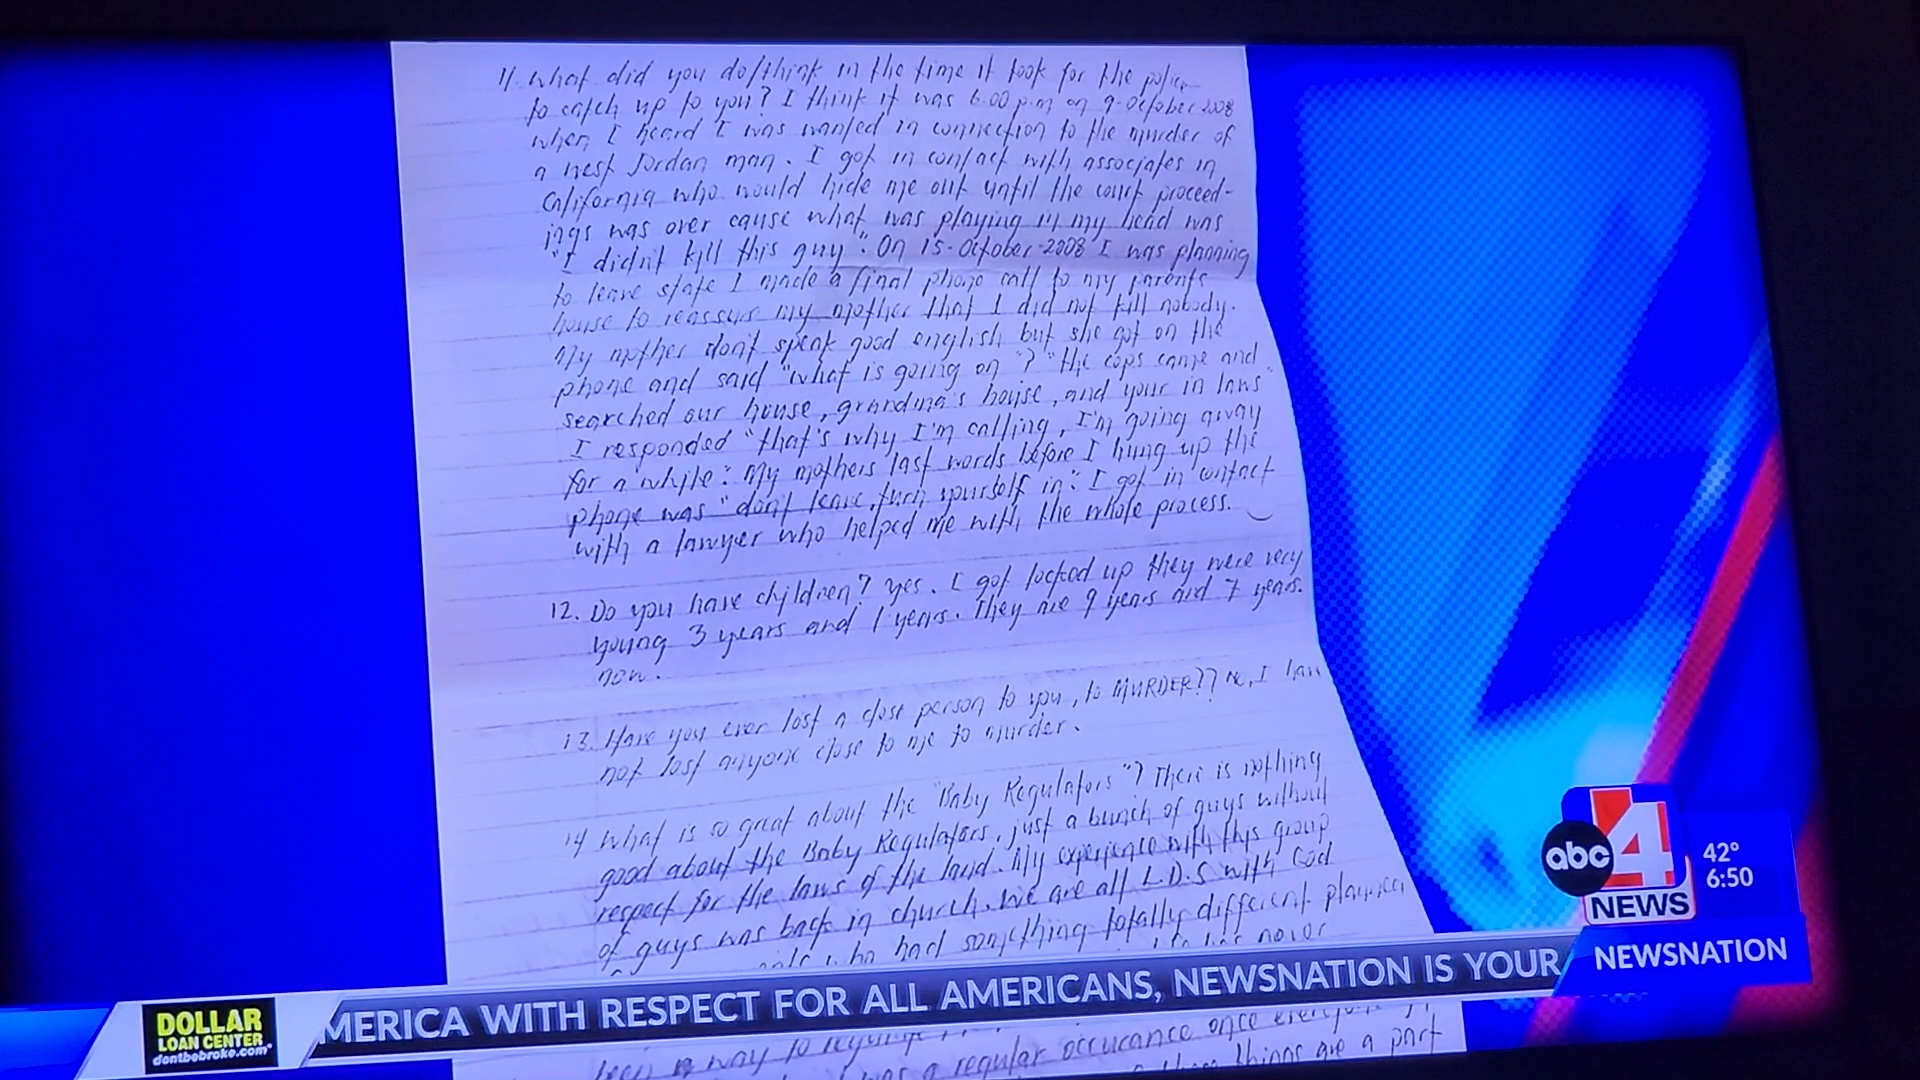 11. What did you do/think in the time it took for the police
to catch up to you? I think it was 6:00 p.m on 9-October 2008
when I heard I was wanted in connection to the murder of
a west Jordan man. I got in contact with associates in
California who would hide me out until the court proceed-
ings was over cause what was playing in my head was
"I didn't kill this guy". On 15-October-2008 I was planning
to leave state I made a final phone call to my parents
house to reassure my mother that I did not kill nobody.
My mother don't speak good english but she got on the
phone and said "what is going on"? "the cops came and
searched our house, grandma's house, and your in laws"
I responded "that's why I'm calling, I'm going away
for a while". My mothers last words before I hung up the
phone was "don't leave, turn yourself in". I got in contact
with a lawyer who helped me with the whole process.
12. Do you have children? yes. I got locked up they were very
young 3 years and 1 years. They are 9 years and 7 years.
now.
13. Have you ever lost a close person to you, to MURDER?? No, I have
not lost anyone close to me to murder.
14 What is so great about the "Baby Regulators"? There is nothing
good about the Baby Regulators, just a bunch of guys without
respect for the laws of the land. My experience with this group
of guys was back in church. We are all L.D.S with God
who had something totally different planned
never
MERICA WITH RESPECT FOR ALL AMERICANS, NEWSNATION IS YOUR
been a way to
was a regular occurance once
things are a part
DOLLAR
LOAN CENTER
dontbebroke.com
abc 4
NEWS
42°
6:50
NEWSNATION